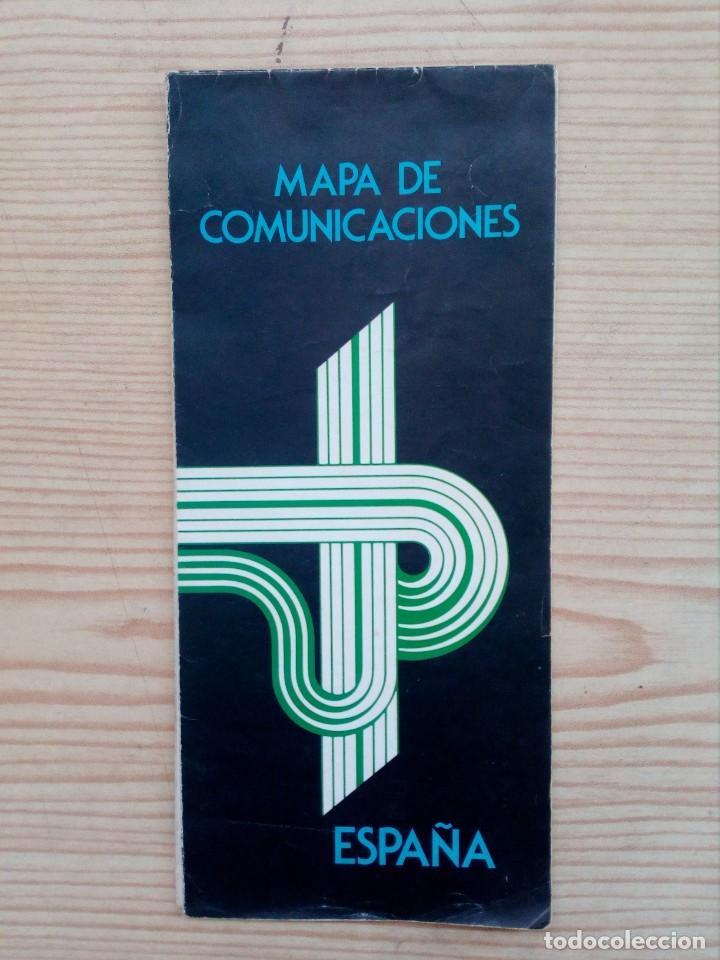 MAPA DE
COMUNICACIONES
ESPAÑA
todocoleccion